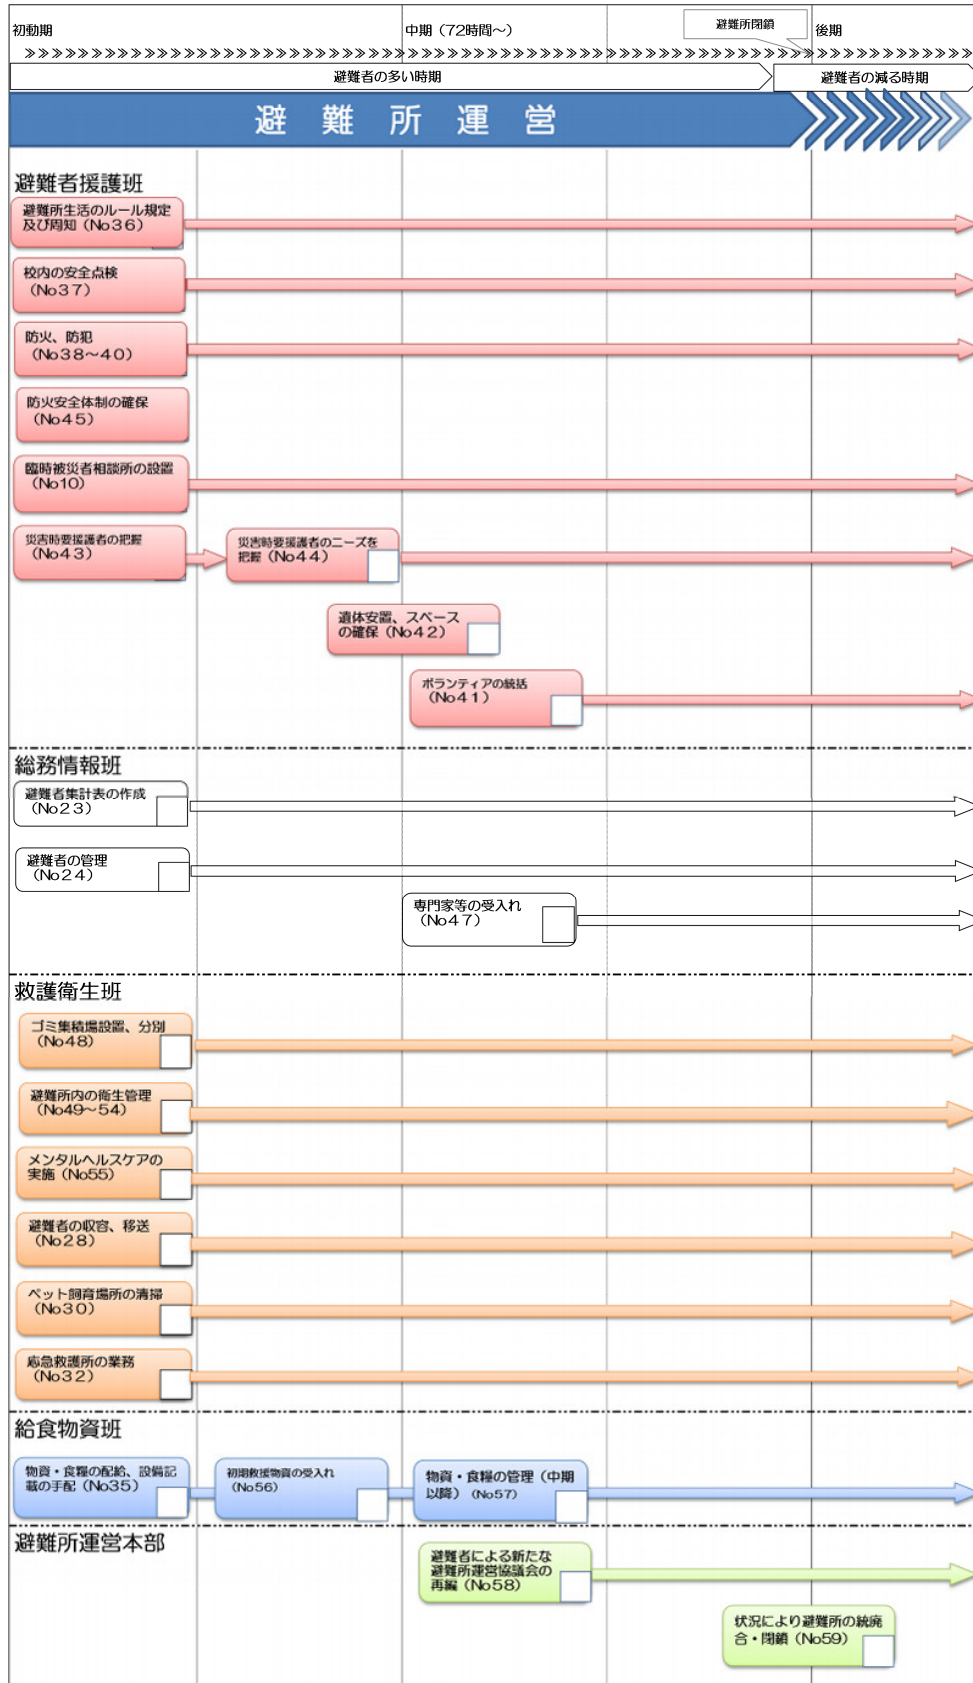 初動期
中期（72時間～）
避難所閉鎖
後期
避難者の多い時期
避難者の減る時期
避難所運営
避難者援護班
避難所生活のルール規定
及び周知（No36）
校内の安全点検
（No37）
防火、防犯
（No38～40）
防火安全体制の確保
（No45）
臨時被災者相談所の設置
（No10）
災害時要援護者の把握
（No43）
災害時要援護者のニーズを
把握（No44）
遺体安置、スペース
の確保（No42）
ボランティアの統括
（No41）
総務情報班
避難者集計表の作成
（No23）
避難者の管理
（No24）
専門家等の受入れ
（No47）
救護衛生班
ゴミ集積場設置、分別
（No48）
避難所内の衛生管理
（No49～54）
メンタルヘルスケアの
実施（No55）
避難者の収容、移送
（No28）
ペット飼育場所の清掃
（No30）
応急救護所の業務
（No32）
給食物資班
物資・食糧の配給、設備記
載の手配（No35）
初期救援物資の受入れ
（No56）
物資・食糧の管理（中期
以降）（No57）
避難所運営本部
避難者による新たな
避難所運営協議会の
再編（No58）
状況により避難所の統廃
合・閉鎖（No59）